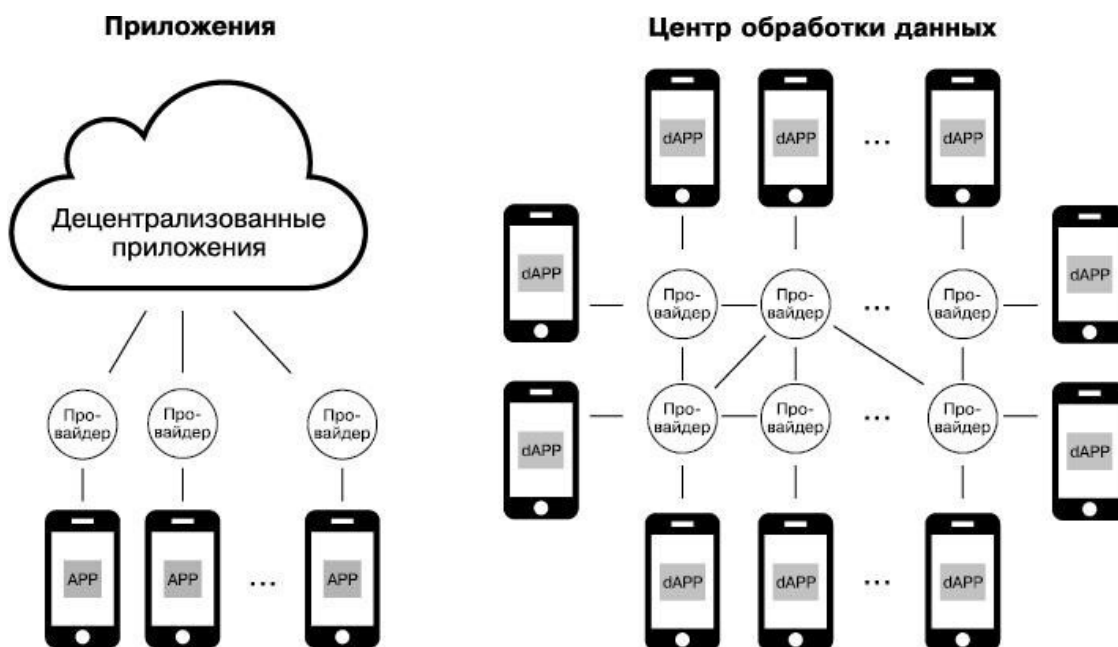 Приложения
Децентрализованные
приложения
Про-
вайдер
Про-
вайдер
Про-
вайдер
APP
APP
...
APP
Центр обработки данных
dAPP
dAPP
...
dAPP
dAPP
dAPP
Про-
вайдер
Про-
вайдер
...
Про-
вайдер
Про-
вайдер
Про-
вайдер
...
Про-
вайдер
dAPP
dAPP
dAPP
dAPP
...
dAPP